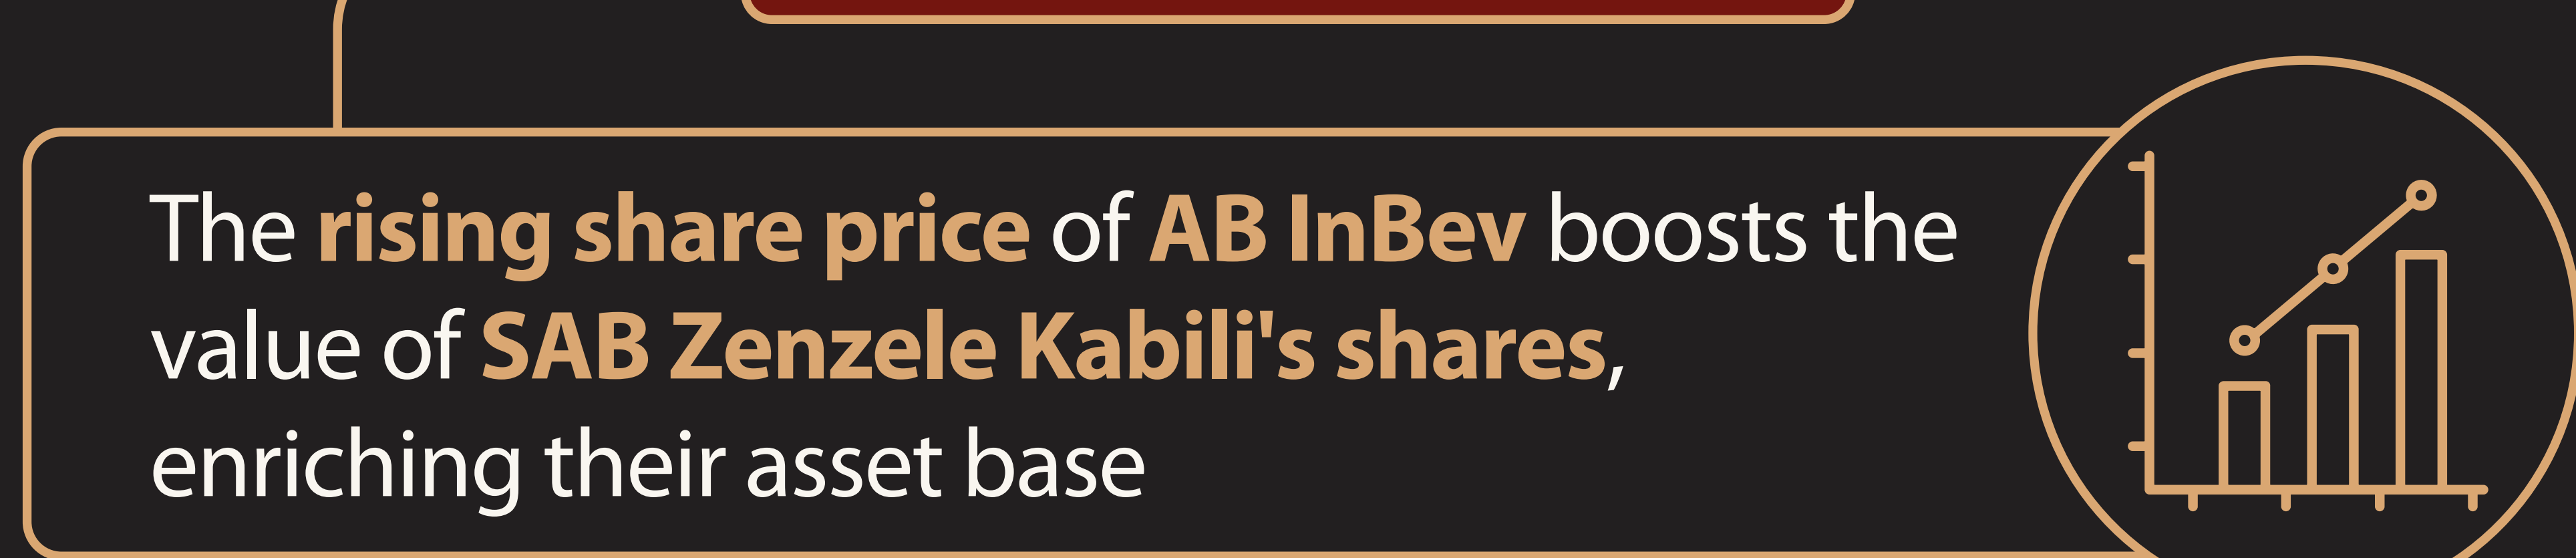 The rising share price of AB InBev boosts the
value of SAB Zenzele Kabili's shares,
enriching their asset base